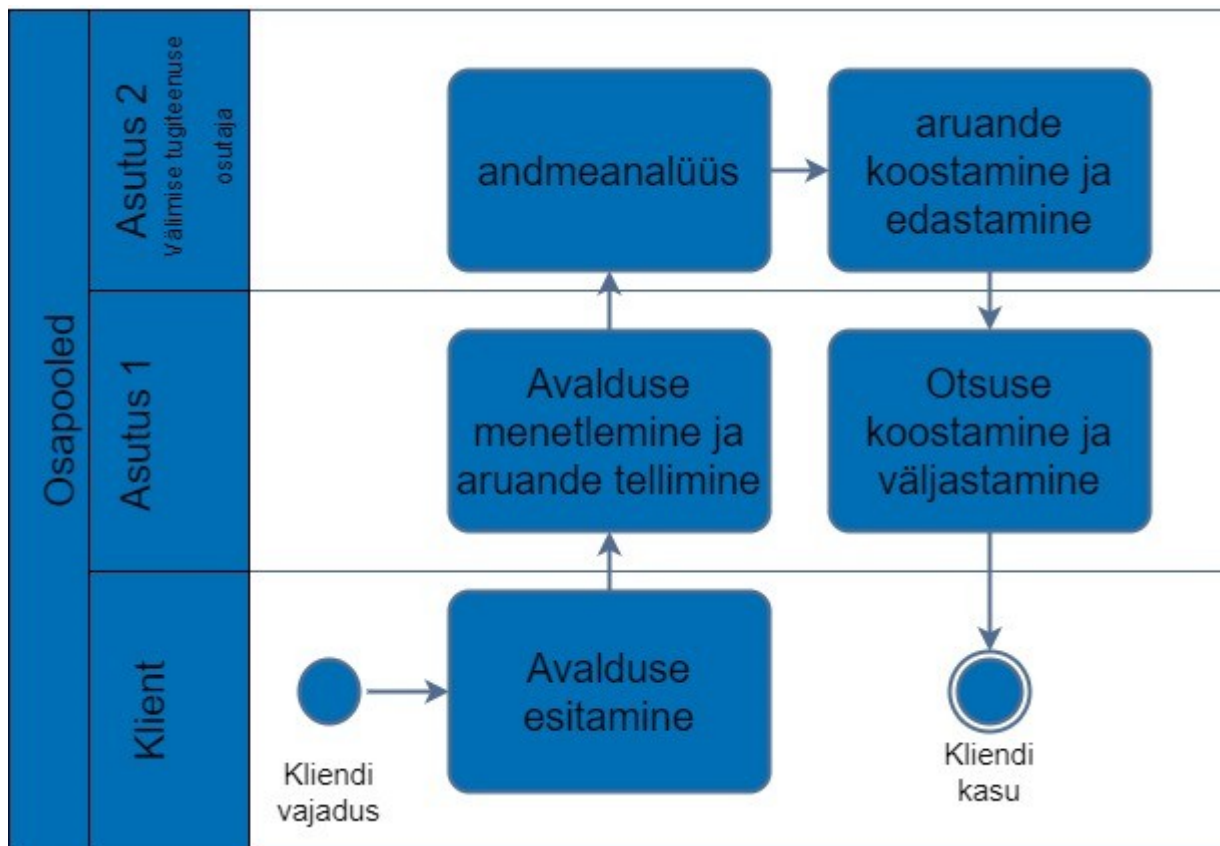 Osapooled
Asutus 2
Välimise tugiteenuse
osutaja
andmeanalüüs
aruande
koostamine ja
edastamine
Asutus 1
Avalduse
menetlemine ja
aruande tellimine
Otsuse
koostamine ja
väljastamine
Klient
Kliendi
vajadus
Avalduse
esitamine
Kliendi
kasu